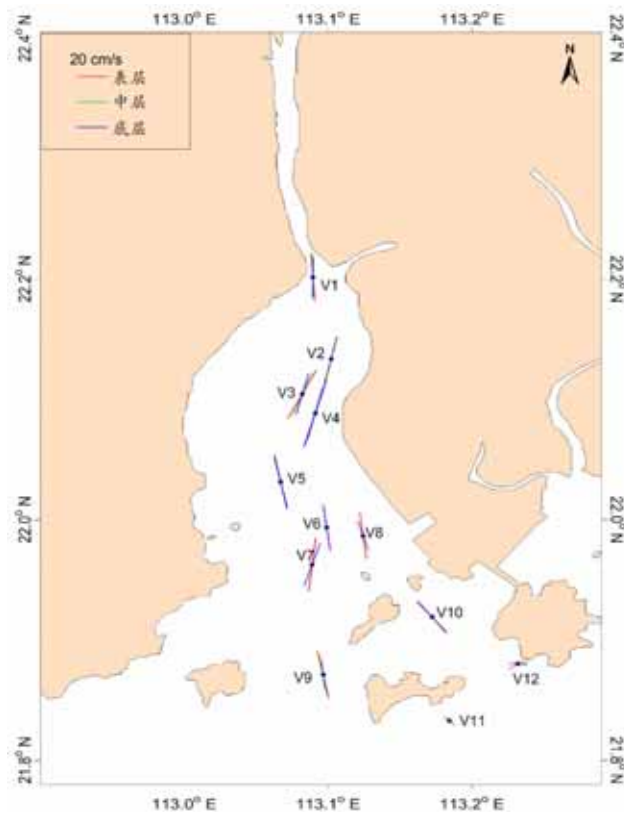 113.0° E 113.1° E 113.2° E
22.4° N 22.4° N
20 cm/s
N
表层
中层
底层
22.2° N 22.2° N
V1
V2
V3
V4
V5
22.0° N 22.0° N
V6
V8
V7
V10
V12
V9
V11
21.8° N 21.8° N
113.0° E 113.1° E 113.2° E